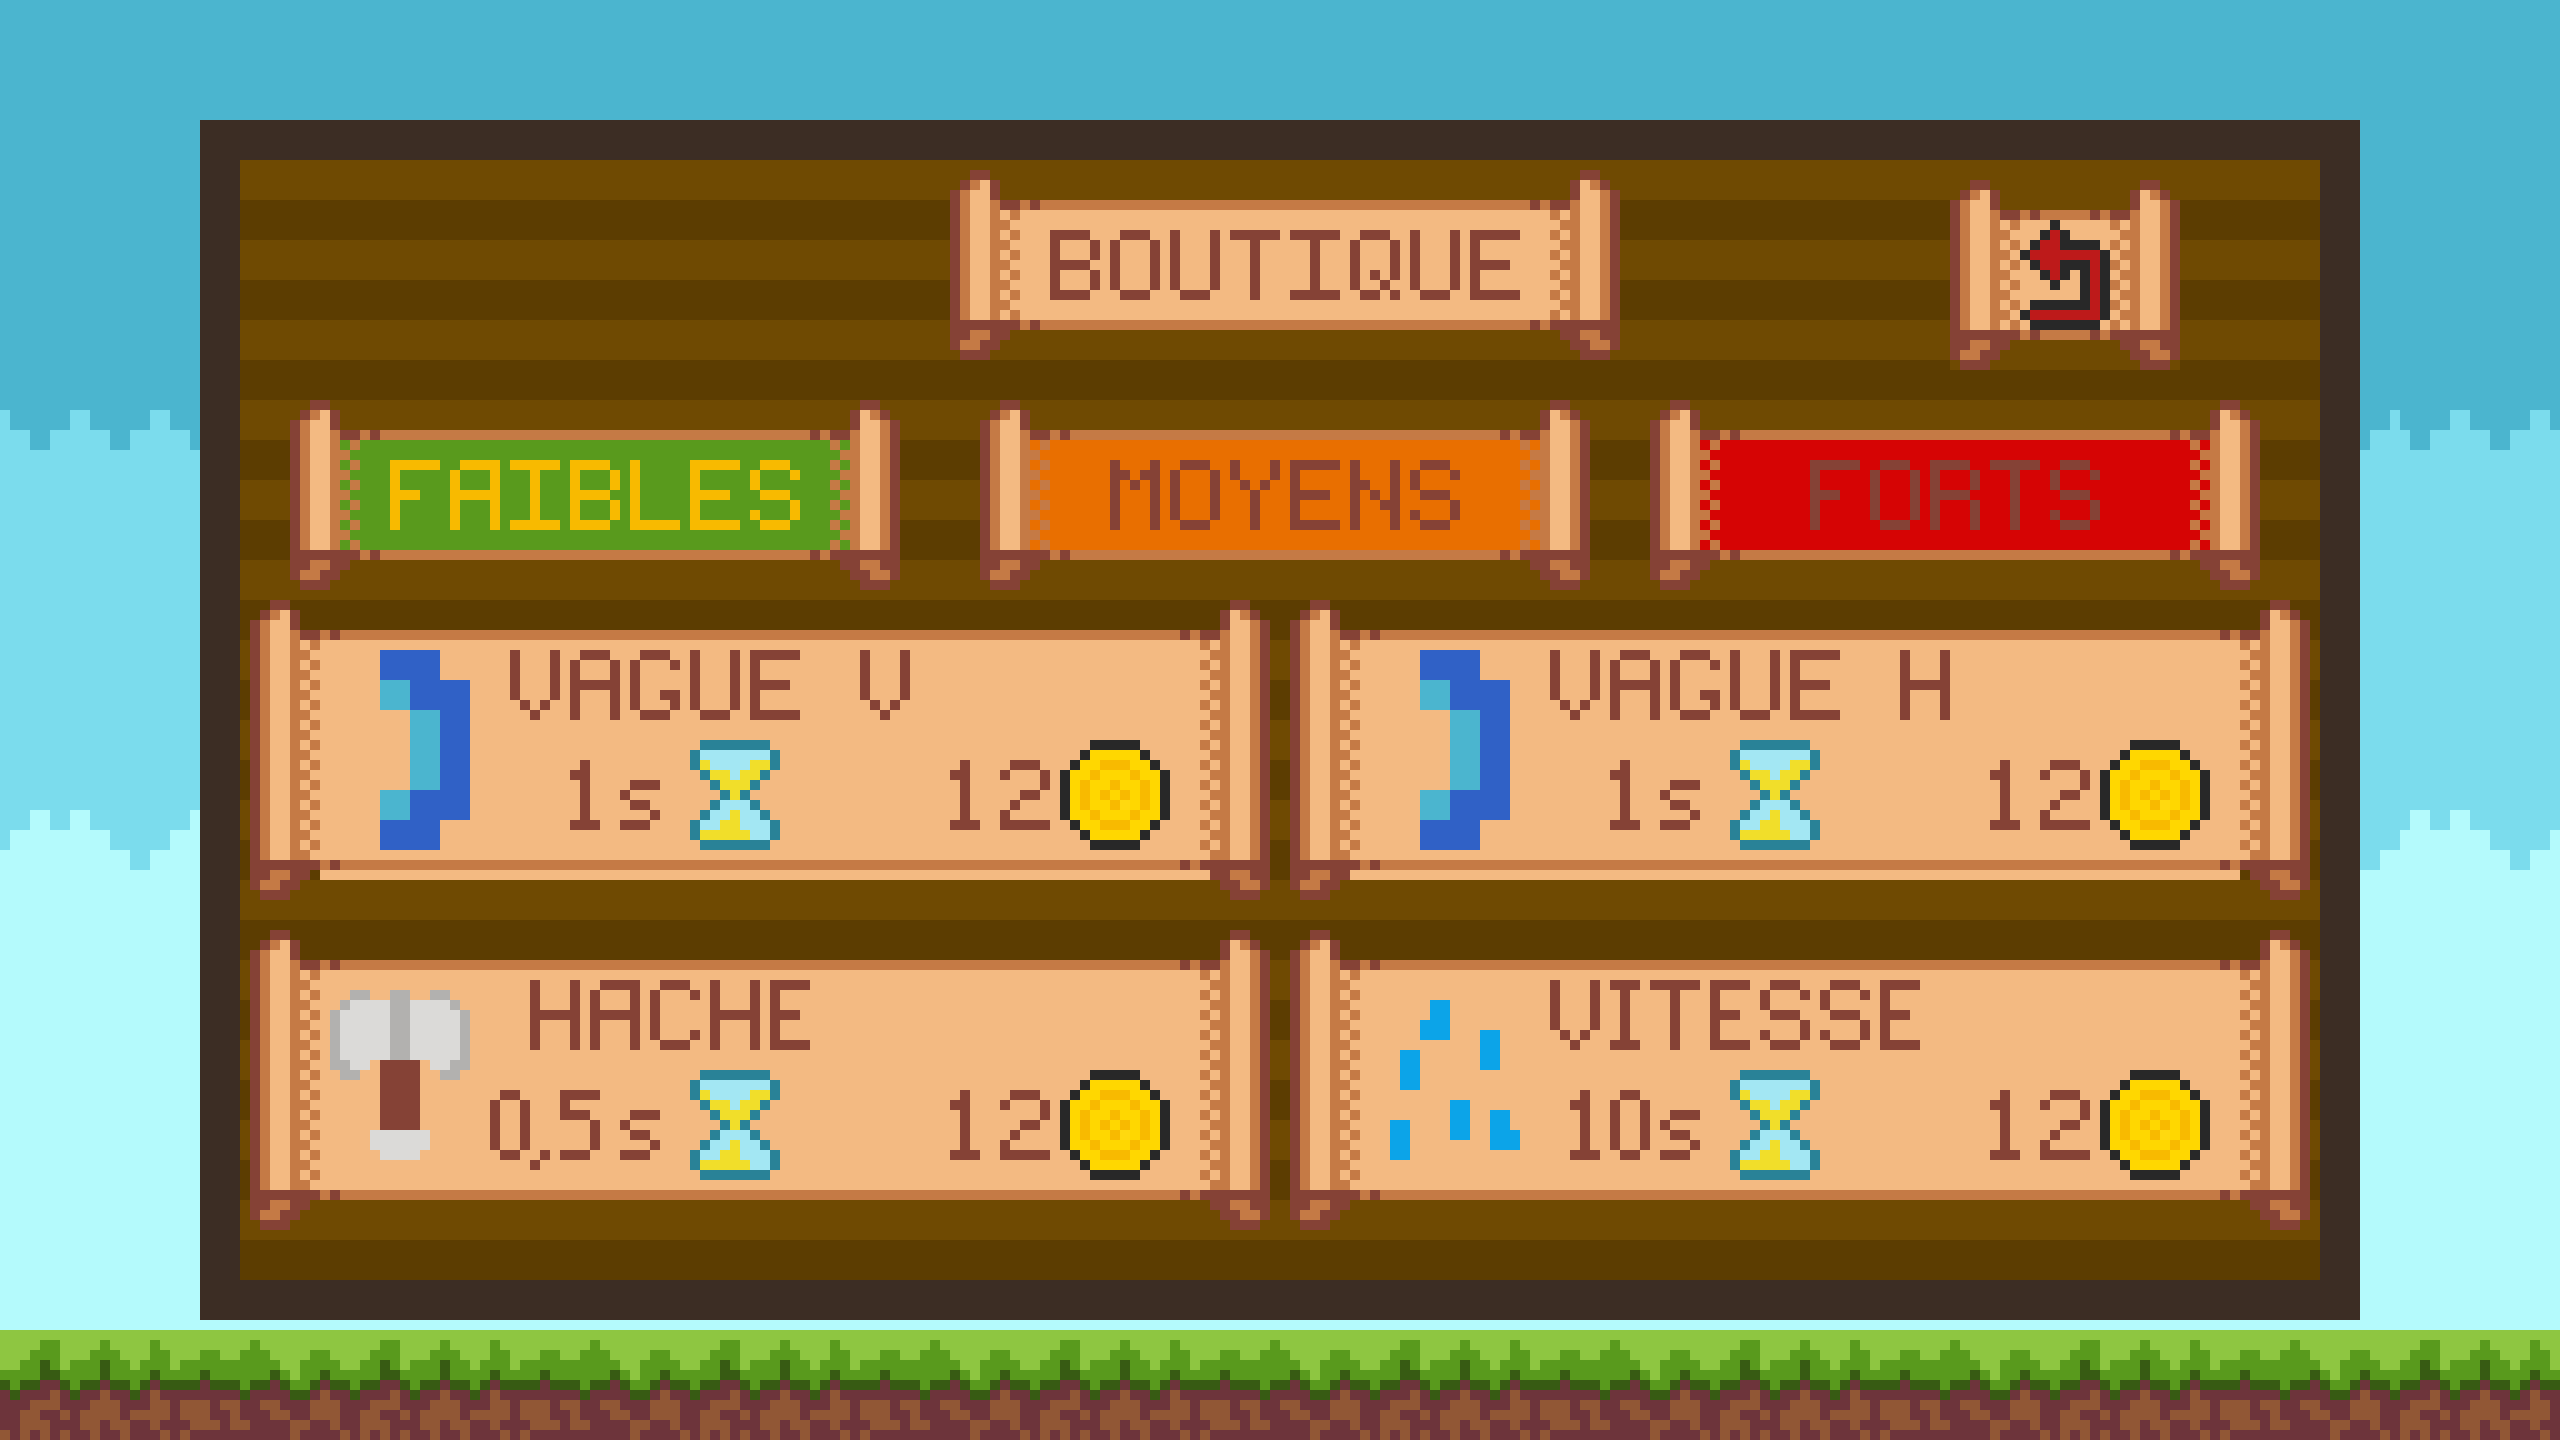 BOUTIQUE
FAIBLES MOYENS FORTS
VAGUE V
1s 12
VAGUE H
1s 12
HACHE
0,5s 12
VITESSE
10s 12